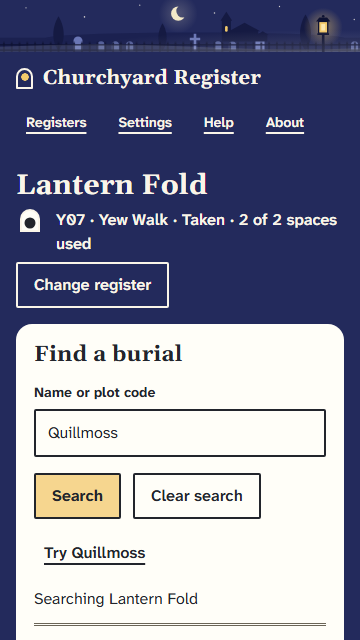 Churchyard Register
Registers Settings Help About
Lantern Fold
Y07 · Yew Walk · Taken · 2 of 2 spaces
used
Change register
Find a burial
Name or plot code
Quillmoss
Search Clear search
Try Quillmoss
Searching Lantern Fold